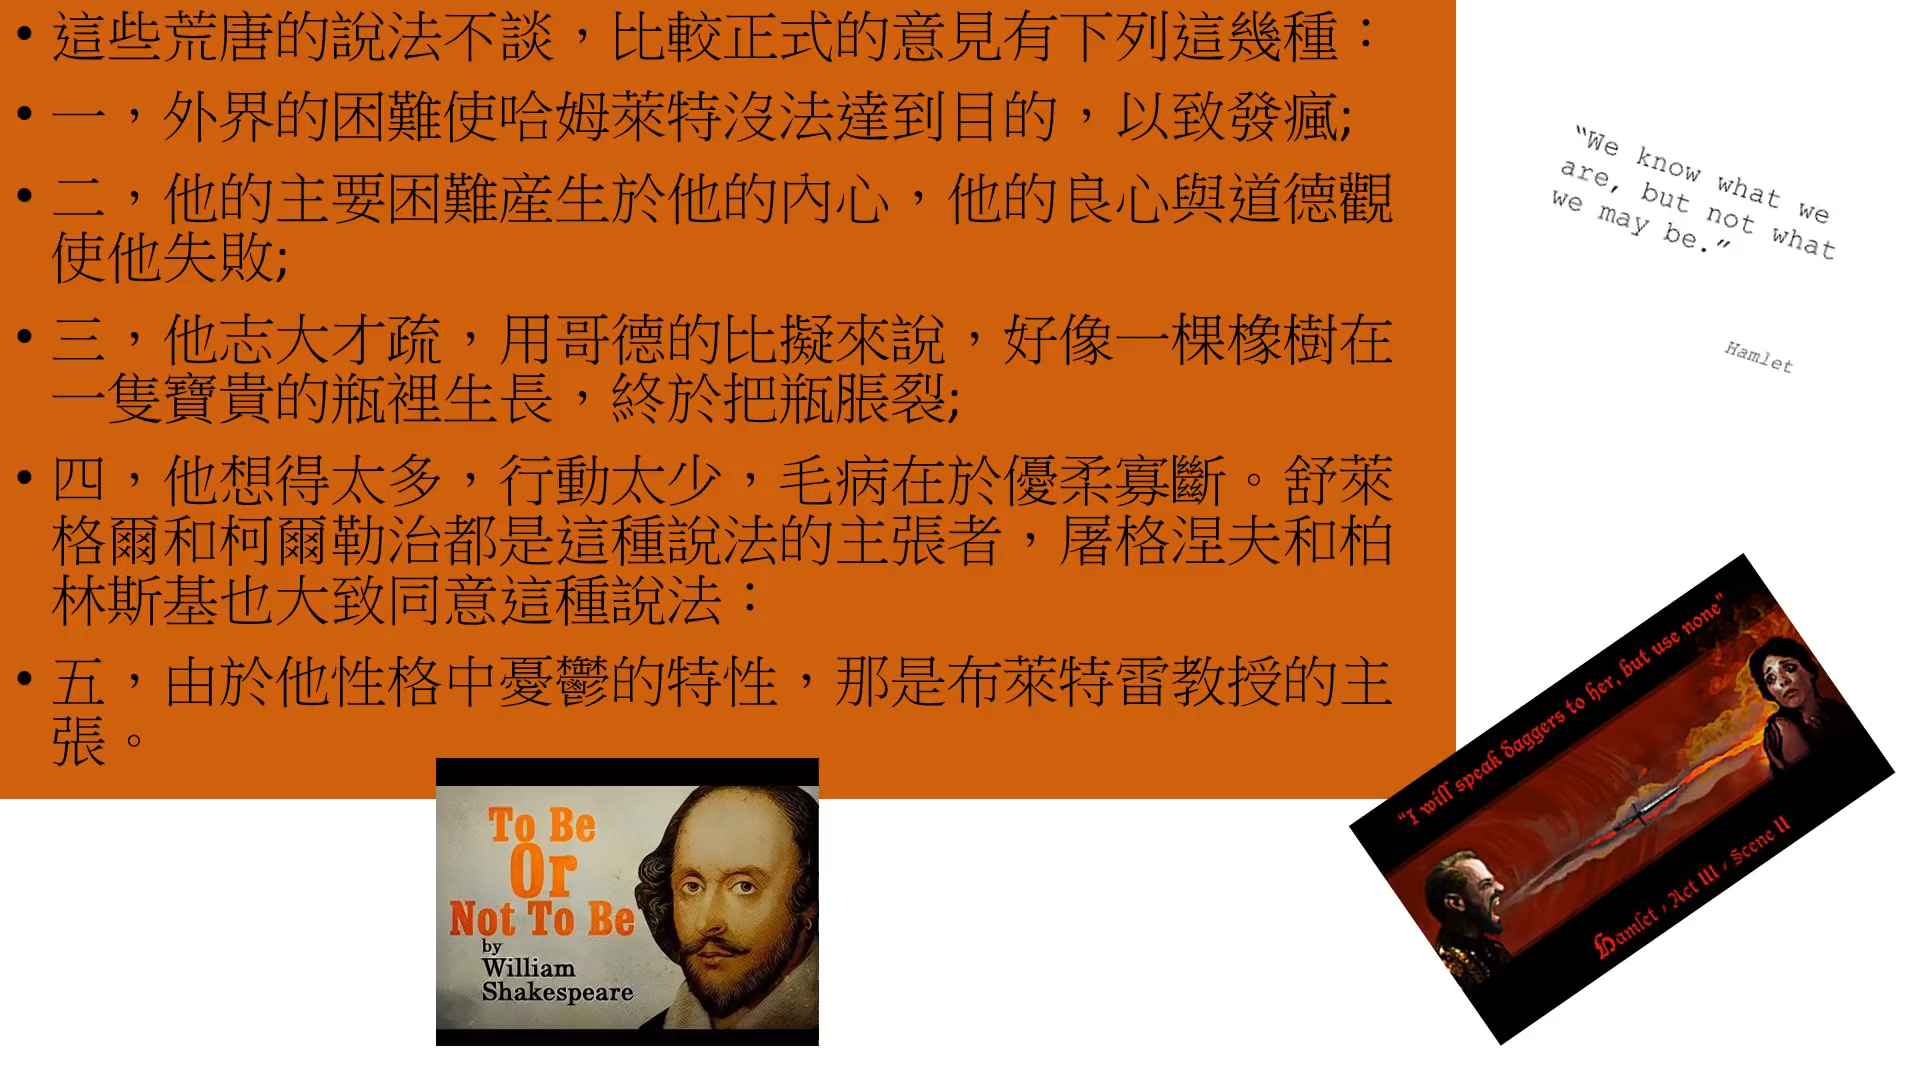 • 這些荒唐的說法不談，比較正式的意見有下列這幾種：
• 一，外界的困難使哈姆萊特沒法達到目的，以致發瘋;
• 二，他的主要困難産生於他的內心，他的良心與道德觀
使他失敗;
• 三，他志大才疏，用哥德的比擬來說，好像一棵橡樹在
一隻寶貴的瓶裡生長，終於把瓶脹裂;
• 四，他想得太多，行動太少，毛病在於優柔寡斷。舒萊
格爾和柯爾勒治都是這種說法的主張者，屠格涅夫和柏
林斯基也大致同意這種說法：
• 五，由於他性格中憂鬱的特性，那是布萊特雷教授的主
張。
“We know what we
are, but not what
we may be.”
Hamlet
To Be
Or
Not To Be
by
William
Shakespeare
“I will speak daggers to her, but use none”
Hamlet , Act III , Scene II